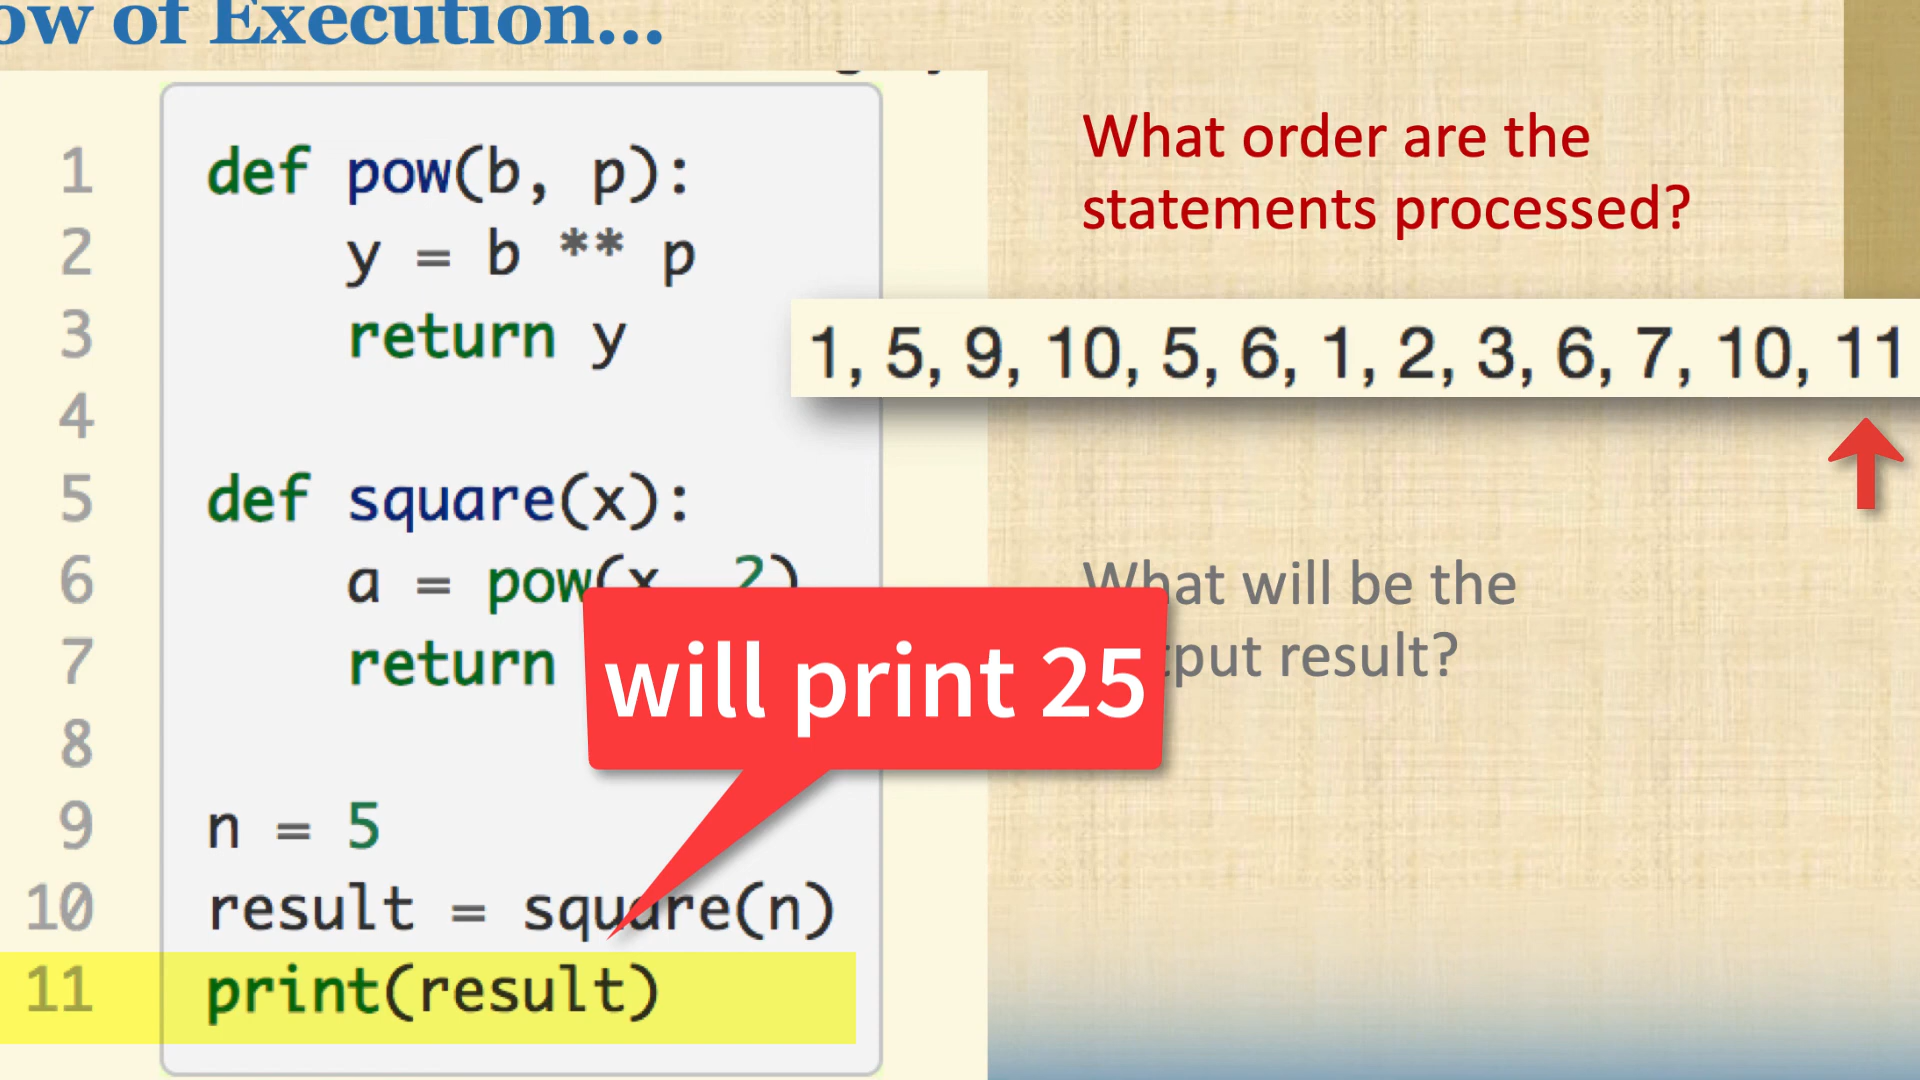 ow of Execution...
1 def pow(b, p):
2 y = b ** p
3 return y
4
5 def square(x):
6 a = pow(x, 2)
7 return
8
9 n = 5
10 result = square(n)
11 print(result)
What order are the
statements processed?
1, 5, 9, 10, 5, 6, 1, 2, 3, 6, 7, 10, 11
What will be the
tput result?
will print 25